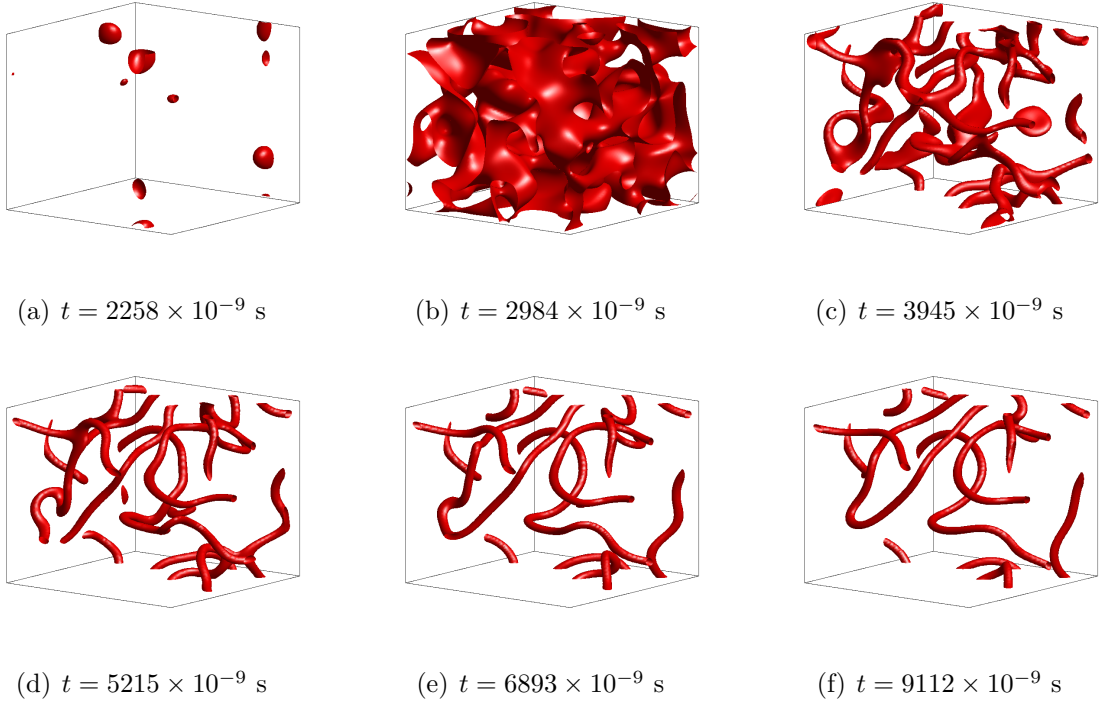 (a) t = 2258 × 10⁻⁹ s
(b) t = 2984 × 10⁻⁹ s
(c) t = 3945 × 10⁻⁹ s
(d) t = 5215 × 10⁻⁹ s
(e) t = 6893 × 10⁻⁹ s
(f) t = 9112 × 10⁻⁹ s